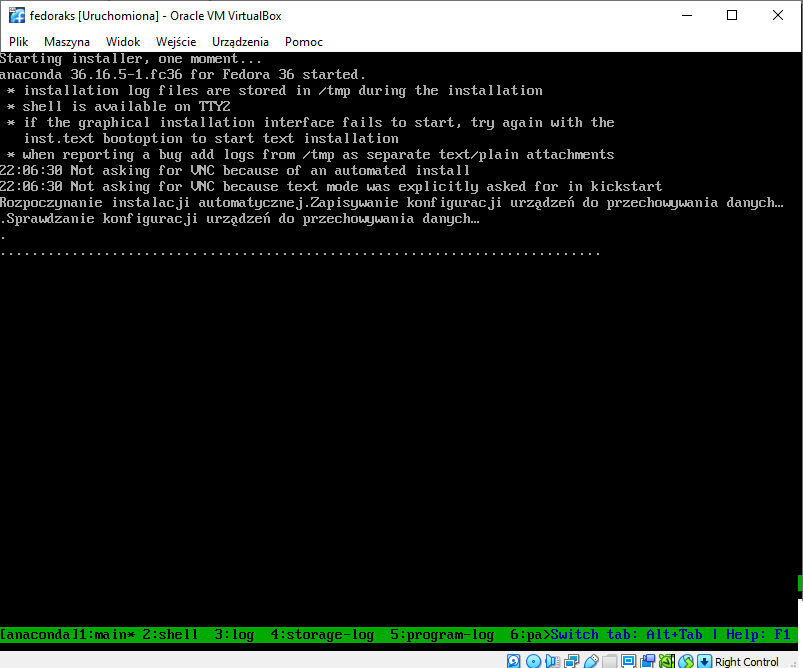 fedoraks [Uruchomiona] - Oracle VM VirtualBox
Plik Maszyna Widok Wejście Urządzenia Pomoc
Starting installer, one moment...
anaconda 36.16.5-1.fc36 for Fedora 36 started.
* installation log files are stored in /tmp during the installation
* shell is available on TTY2
* if the graphical installation interface fails to start, try again with the
inst.text bootoption to start text installation
* when reporting a bug add logs from /tmp as separate text/plain attachments
22:06:30 Not asking for VNC because of an automated install
22:06:30 Not asking for VNC because text mode was explicitly asked for in kickstart
Rozpoczynanie instalacji automatycznej.Zapisywanie konfiguracji urządzeń do przechowywania danych…
.Sprawdzanie konfiguracji urządzeń do przechowywania danych…
.
...........................................................................
[anaconda]1:main* 2:shell 3:log 4:storage-log 5:program-log 6:pa>Switch tab: Alt+Tab | Help: F1
Right Control